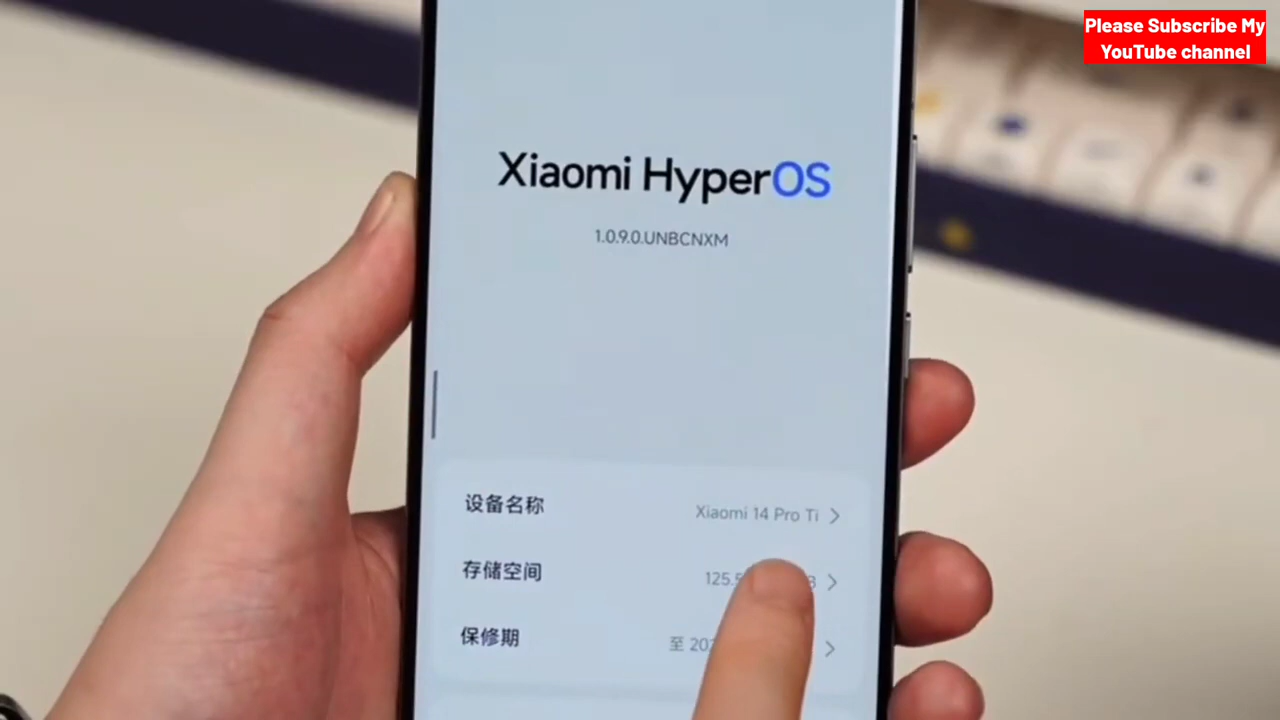 Please Subscribe My
YouTube channel
Xiaomi HyperOS
1.0.9.0.UNBCNXM
设备名称
Xiaomi 14 Pro Ti
存储空间
保修期
至